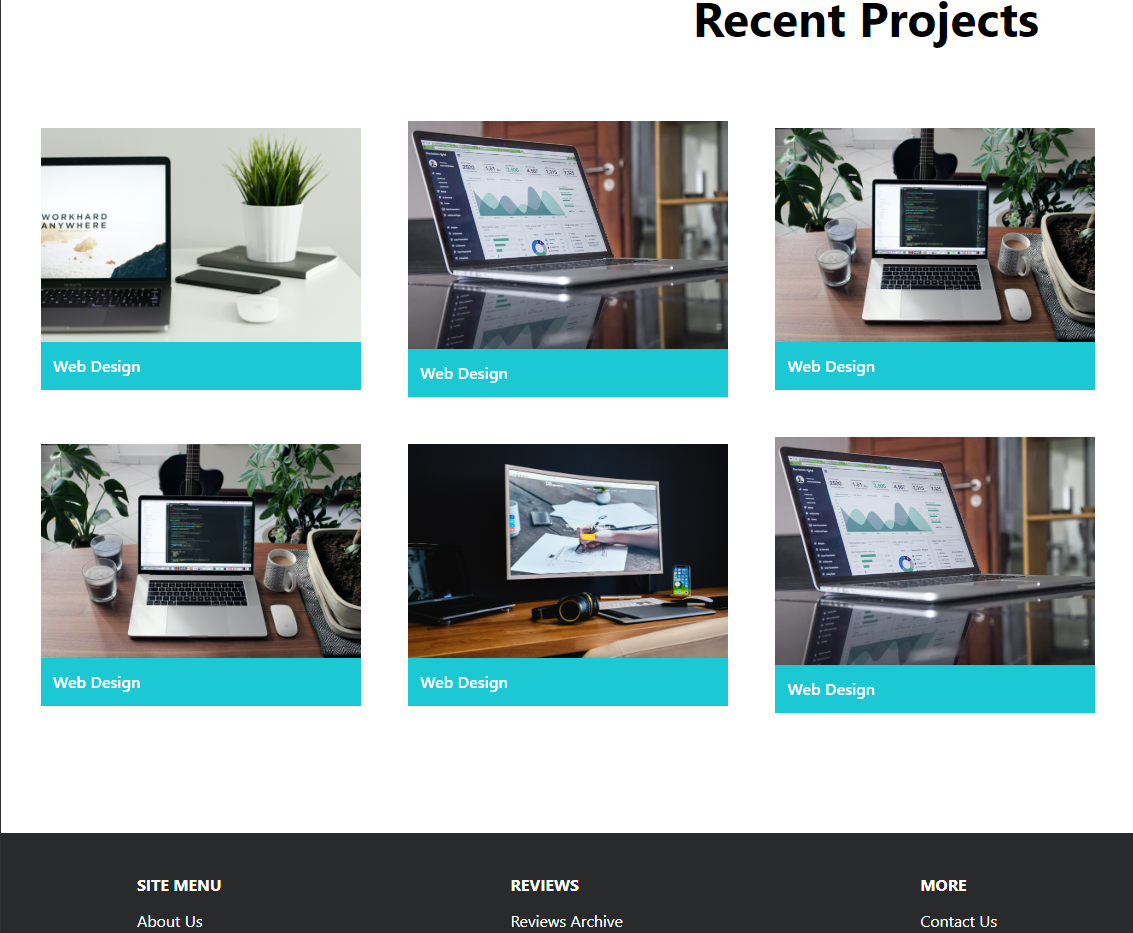 Recent Projects
WORKHARD
ANYWHERE
Web Design
Web Design
Web Design
Web Design
Web Design
Web Design
SITE MENU
REVIEWS
MORE
About Us
Reviews Archive
Contact Us